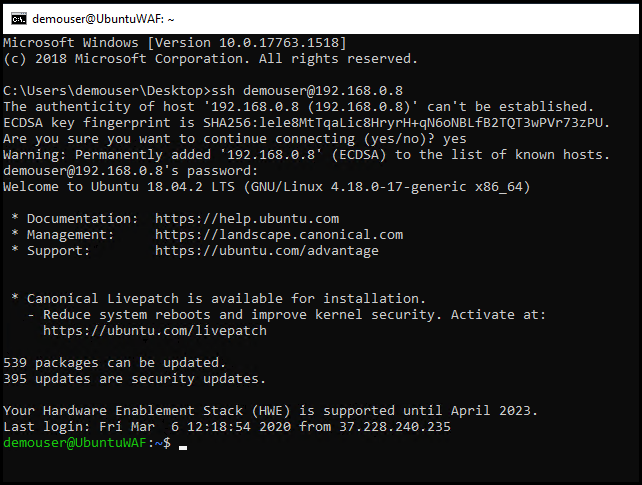 demouser@UbuntuWAF: ~
Microsoft Windows [Version 10.0.17763.1518]
(c) 2018 Microsoft Corporation. All rights reserved.
C:\Users\demouser\Desktop>ssh demouser@192.168.0.8
The authenticity of host '192.168.0.8 (192.168.0.8)' can't be established.
ECDSA key fingerprint is SHA256:lele8MtTqaLic8HryrH+qN6oNBLfB2TQT3wPVr73zPU.
Are you sure you want to continue connecting (yes/no)? yes
Warning: Permanently added '192.168.0.8' (ECDSA) to the list of known hosts.
demouser@192.168.0.8's password:
Welcome to Ubuntu 18.04.2 LTS (GNU/Linux 4.18.0-17-generic x86_64)
* Documentation:  https://help.ubuntu.com
* Management:     https://landscape.canonical.com
* Support:        https://ubuntu.com/advantage
* Canonical Livepatch is available for installation.
- Reduce system reboots and improve kernel security. Activate at:
https://ubuntu.com/livepatch
539 packages can be updated.
395 updates are security updates.
Your Hardware Enablement Stack (HWE) is supported until April 2023.
Last login: Fri Mar  6 12:18:54 2020 from 37.228.240.235
demouser@UbuntuWAF:~$